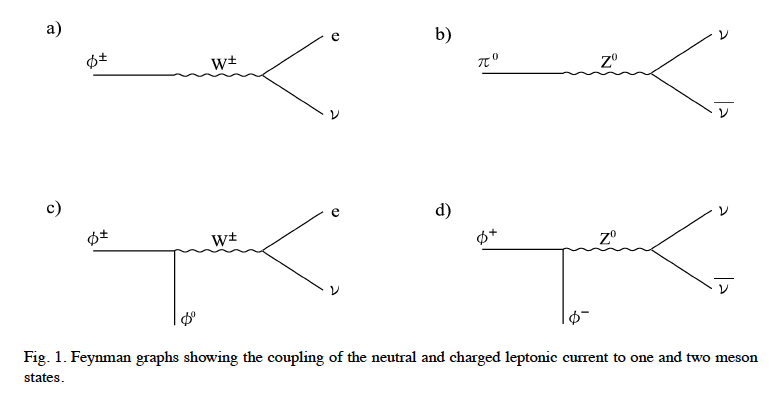 a)
ϕ± W± e
ν
b)
π⁰ Z⁰ ν
ν̅
c)
ϕ± W± e
ν
ϕ⁰
d)
ϕ⁺ Z⁰ ν
ν̅
ϕ⁻
Fig. 1. Feynman graphs showing the coupling of the neutral and charged leptonic current to one and two meson
states.